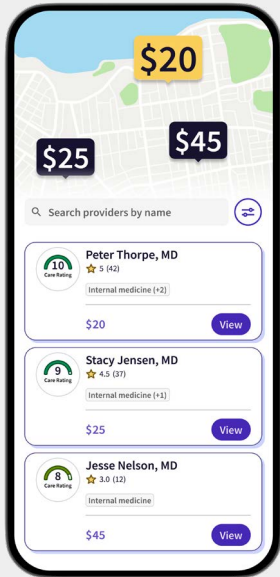 $20
$45
$25
Search providers by name
10
Care Rating
Peter Thorpe, MD
5 (42)
Internal medicine (+2)
$20
View
9
Care Rating
Stacy Jensen, MD
4.5 (37)
Internal medicine (+1)
$25
View
8
Care Rating
Jesse Nelson, MD
3.0 (12)
Internal medicine
$45
View